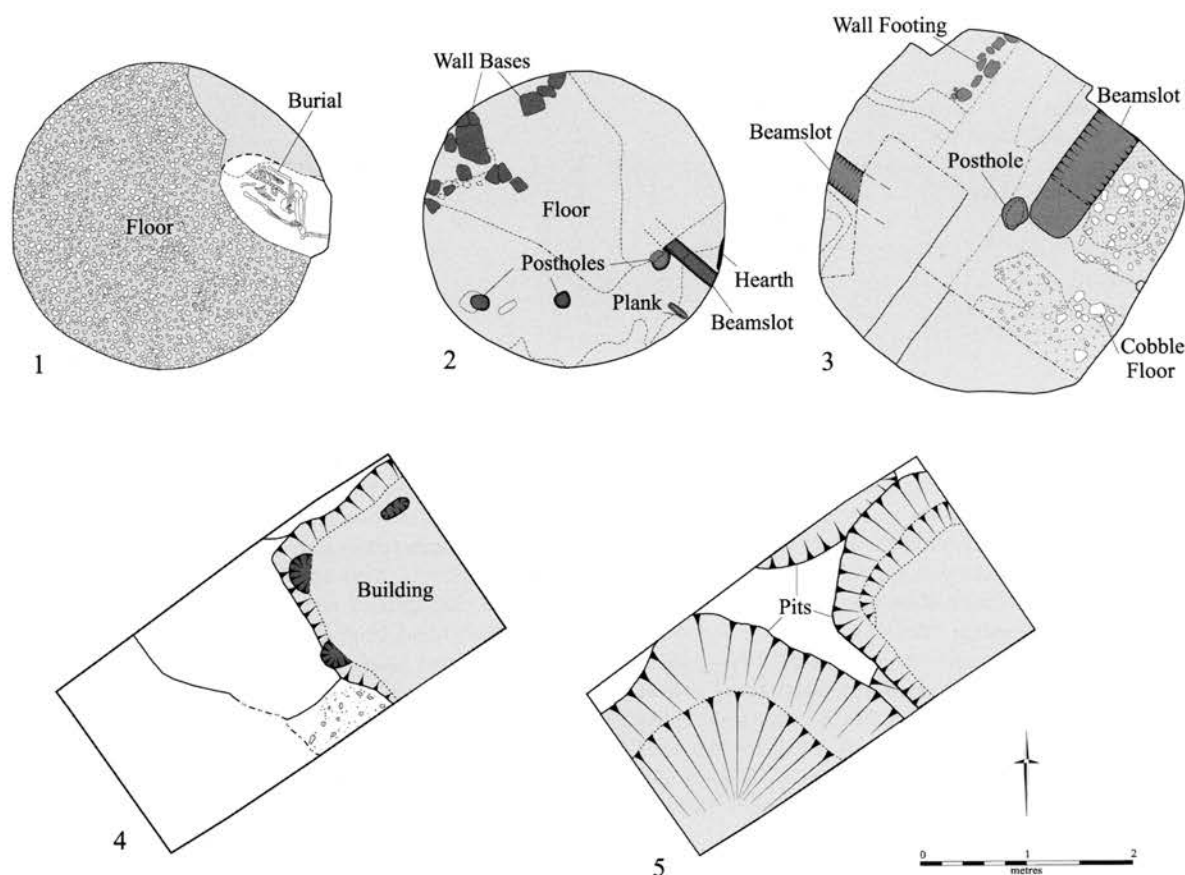 Burial
Floor
1
Wall Bases
Floor
Postholes
Hearth
Plank
Beamslot
2
Wall Footing
Beamslot
Beamslot
Posthole
Cobble
Floor
3
Building
4
Pits
5
0 1 2
metres